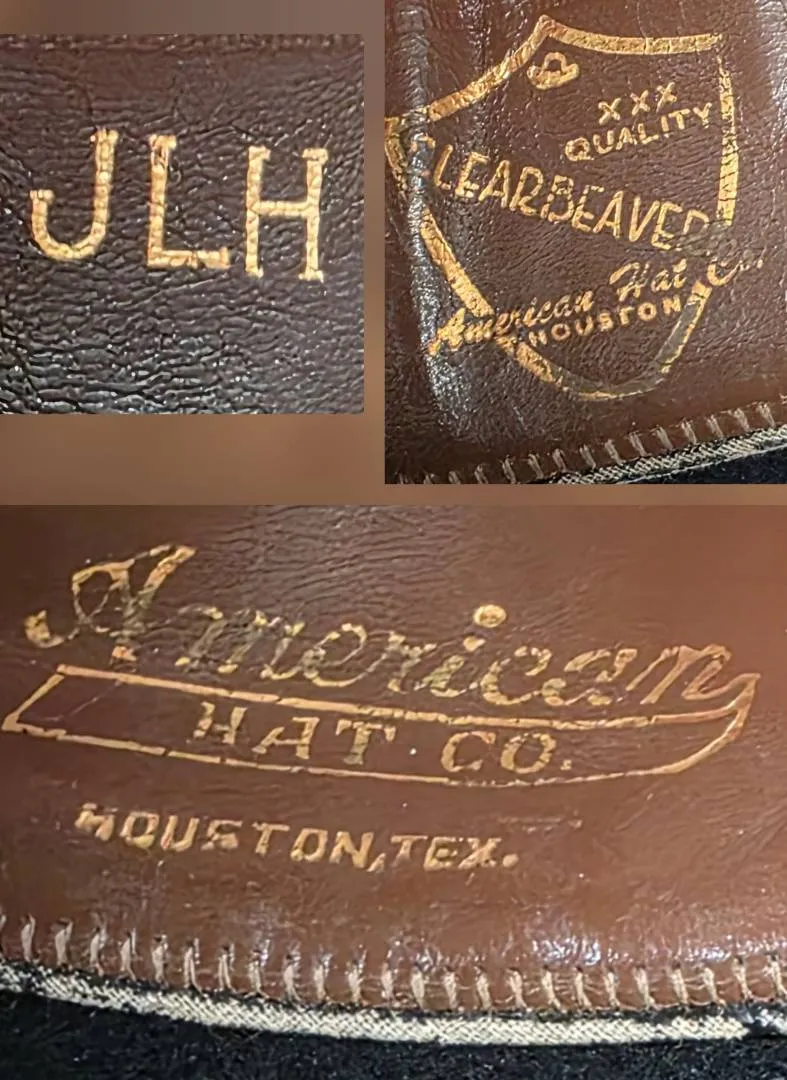 JLH
XXX
QUALITY
CLEARBEAVER
American Hat Co.
HOUSTON
American
HAT CO.
HOUSTON, TEX.